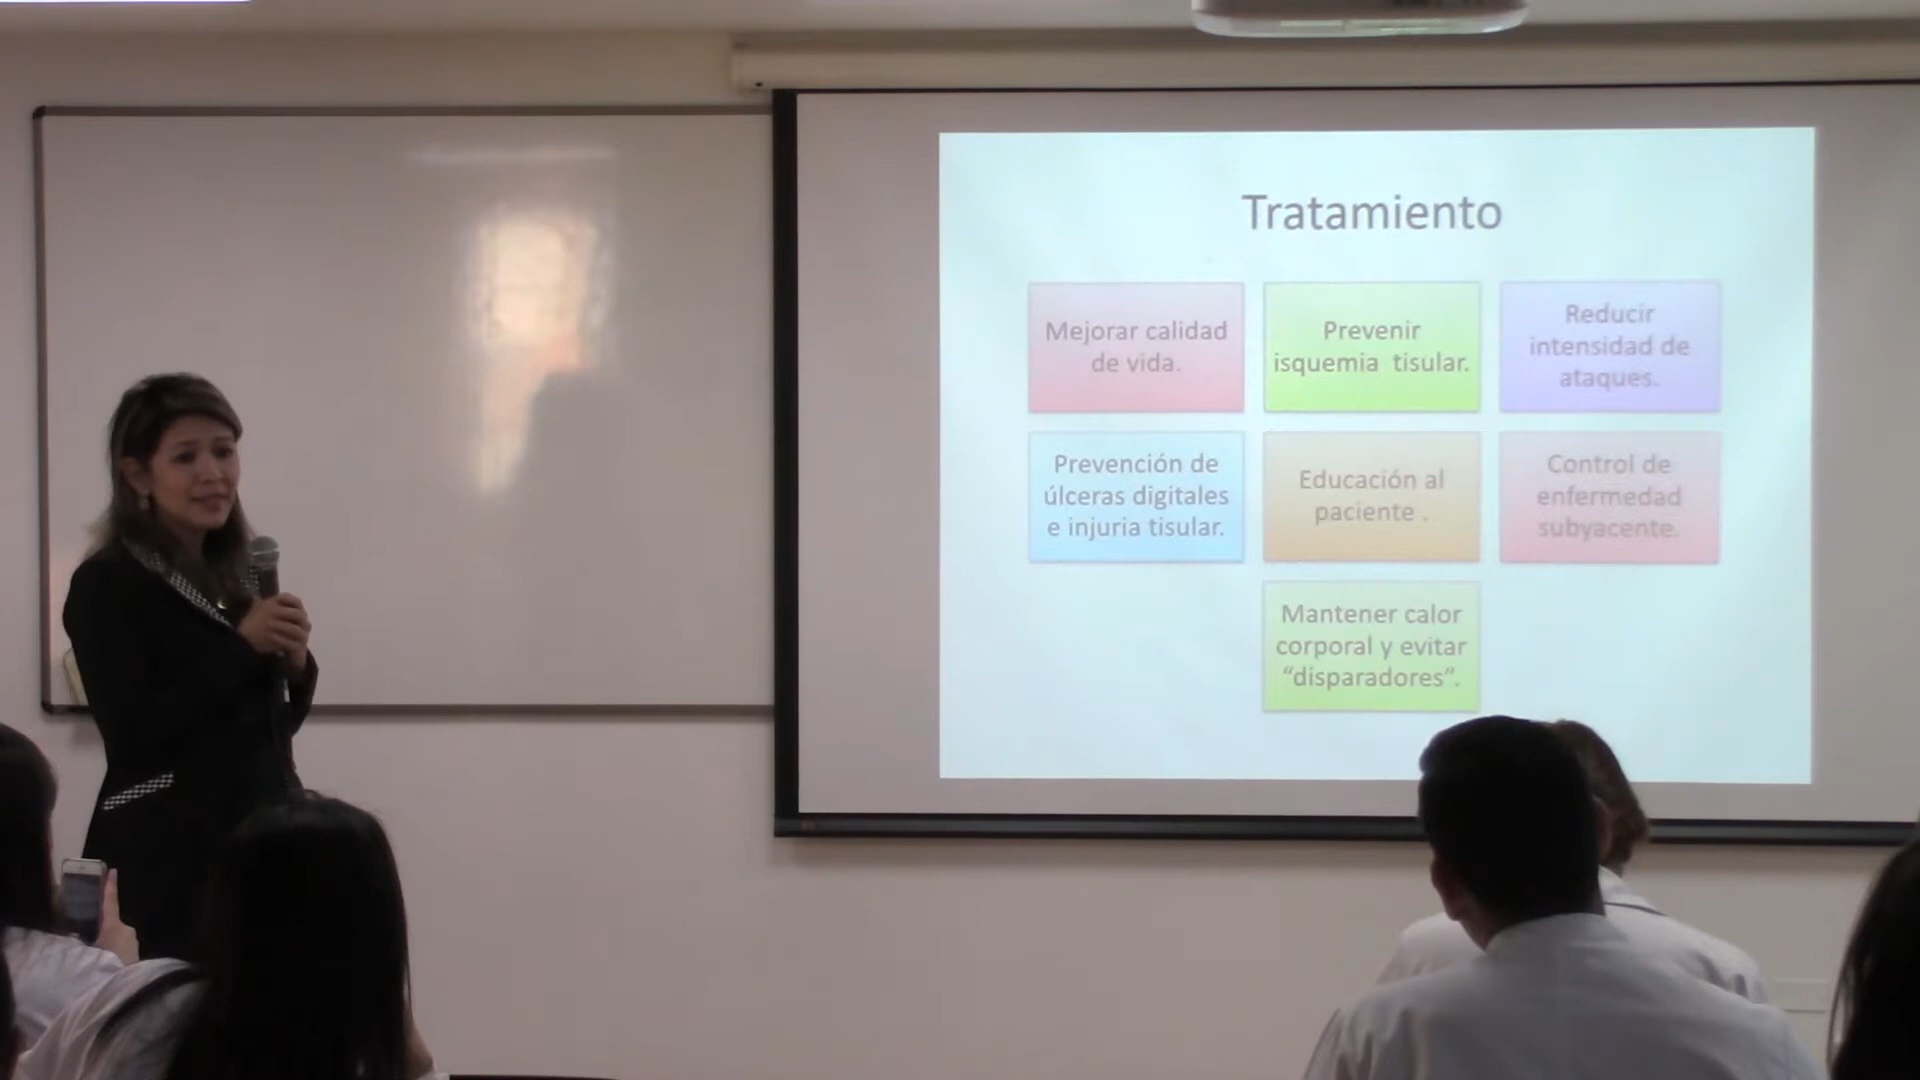 Tratamiento
Mejorar calidad
de vida.
Prevenir
isquemia tisular.
Reducir
intensidad de
ataques.
Prevención de
úlceras digitales
e injuria tisular.
Educación al
paciente .
Control de
enfermedad
subyacente.
Mantener calor
corporal y evitar
“disparadores”.